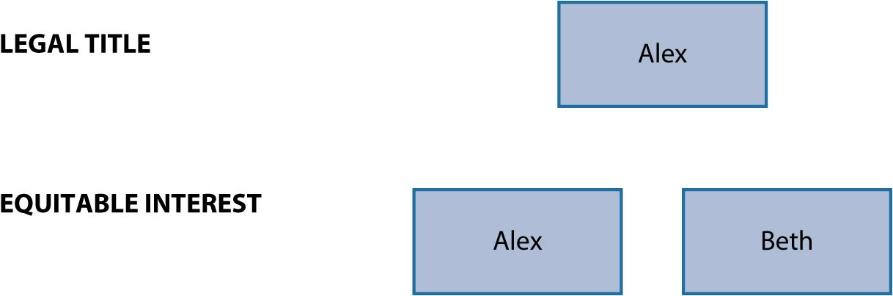 LEGAL TITLE
Alex
EQUITABLE INTEREST
Alex
Beth